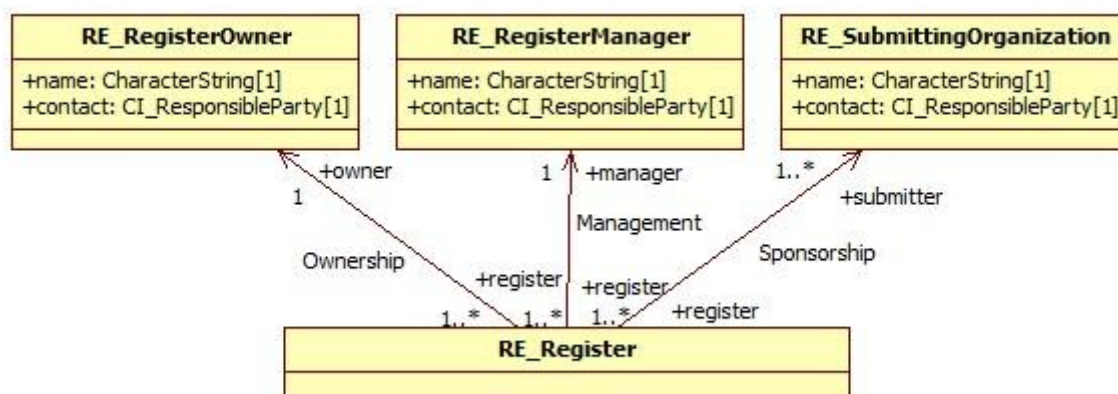 RE_RegisterOwner
+name: CharacterString[1]
+contact: CI_ResponsibleParty[1]
RE_RegisterManager
+name: CharacterString[1]
+contact: CI_ResponsibleParty[1]
RE_SubmittingOrganization
+name: CharacterString[1]
+contact: CI_ResponsibleParty[1]
+owner
1
Ownership
+register
1..*
1
+manager
Management
+register
1..*
1..*
+submitter
Sponsorship
+register
1..*
RE_Register